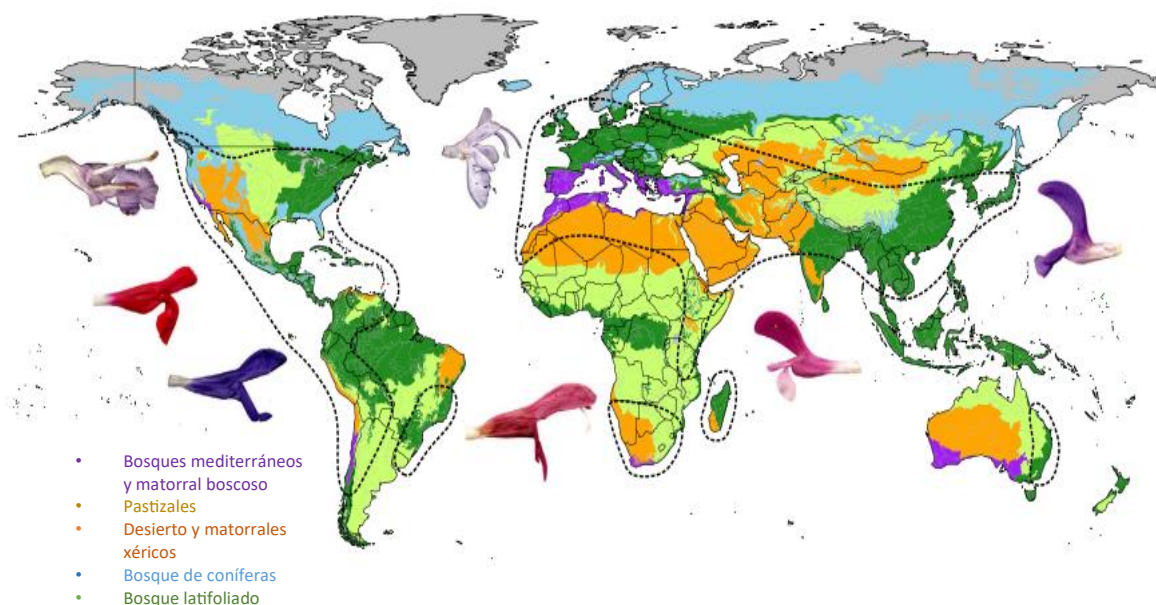 • Bosques mediterráneos
y matorral boscoso
• Pastizales
• Desierto y matorrales
xéricos
• Bosque de coníferas
• Bosque latifoliado